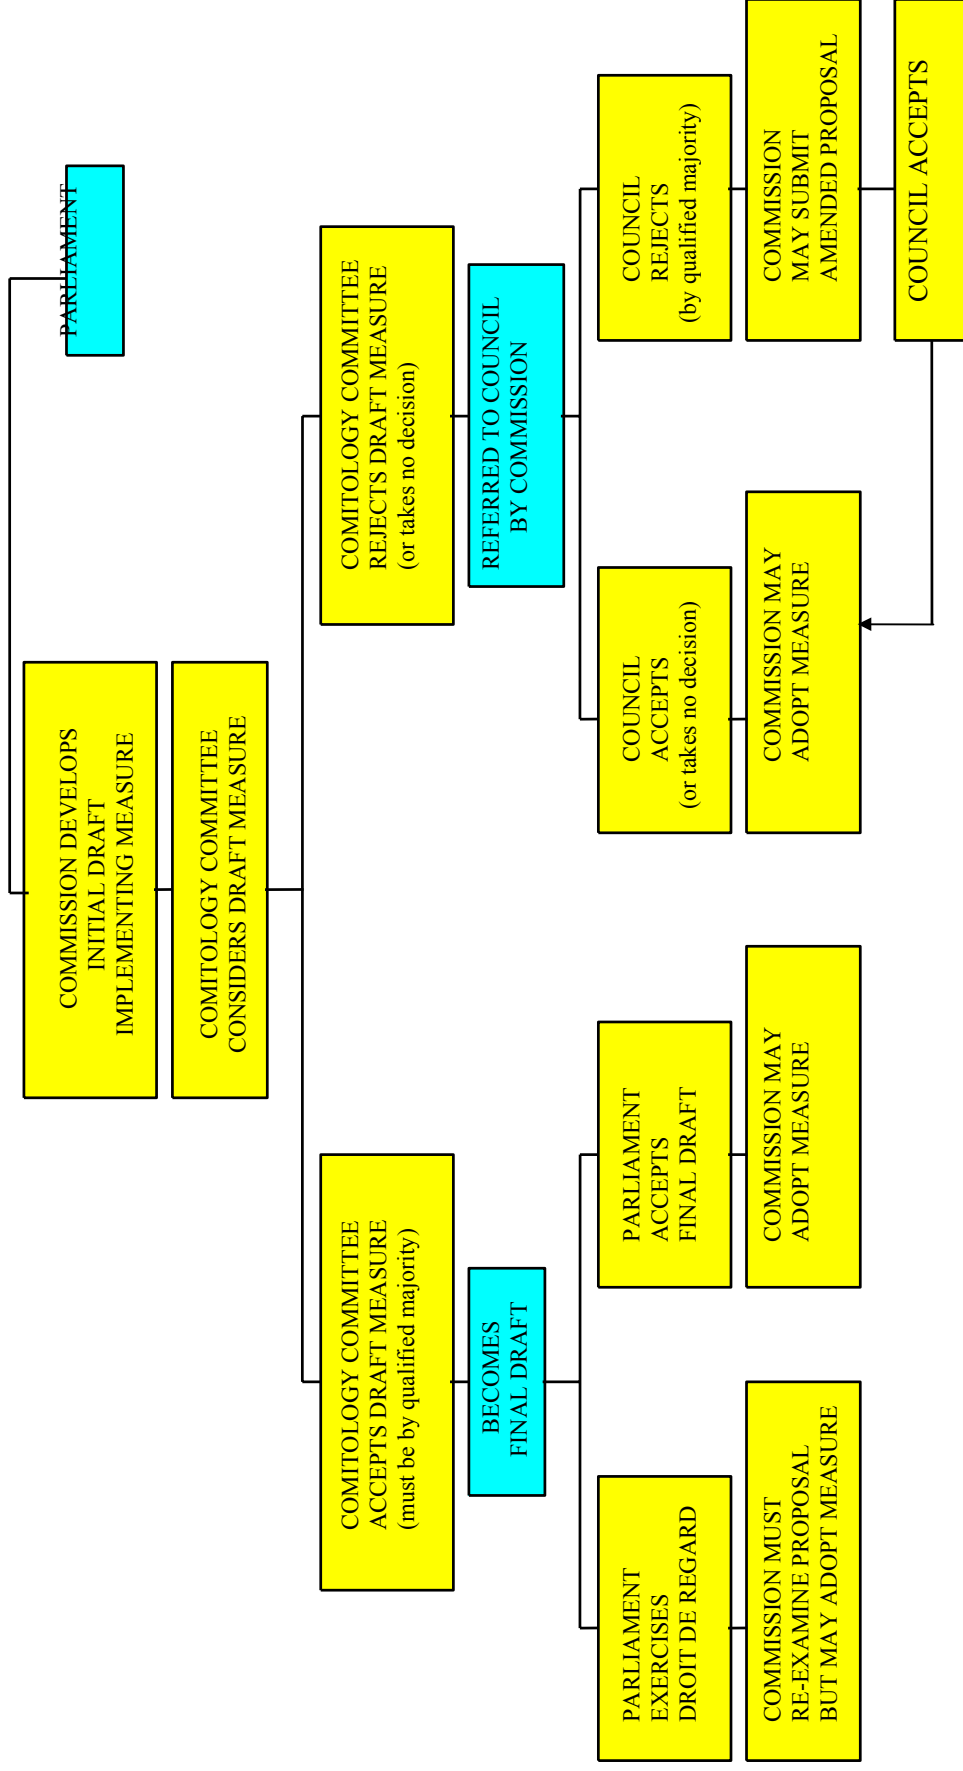 PARLIAMENT
COMMISSION DEVELOPS
INITIAL DRAFT
IMPLEMENTING MEASURE
COMITOLOGY COMMITTEE
CONSIDERS DRAFT MEASURE
COMITOLOGY COMMITTEE
ACCEPTS DRAFT MEASURE
(must be by qualified majority)
COMITOLOGY COMMITTEE
REJECTS DRAFT MEASURE
(or takes no decision)
BECOMES
FINAL DRAFT
REFERRED TO COUNCIL
BY COMMISSION
PARLIAMENT
EXERCISES
DROIT DE REGARD
PARLIAMENT
ACCEPTS
FINAL DRAFT
COUNCIL
ACCEPTS
(or takes no decision)
COUNCIL
REJECTS
(by qualified majority)
COMMISSION MUST
RE-EXAMINE PROPOSAL
BUT MAY ADOPT MEASURE
COMMISSION MAY
ADOPT MEASURE
COMMISSION MAY
ADOPT MEASURE
COMMISSION
MAY SUBMIT
AMENDED PROPOSAL
COUNCIL ACCEPTS